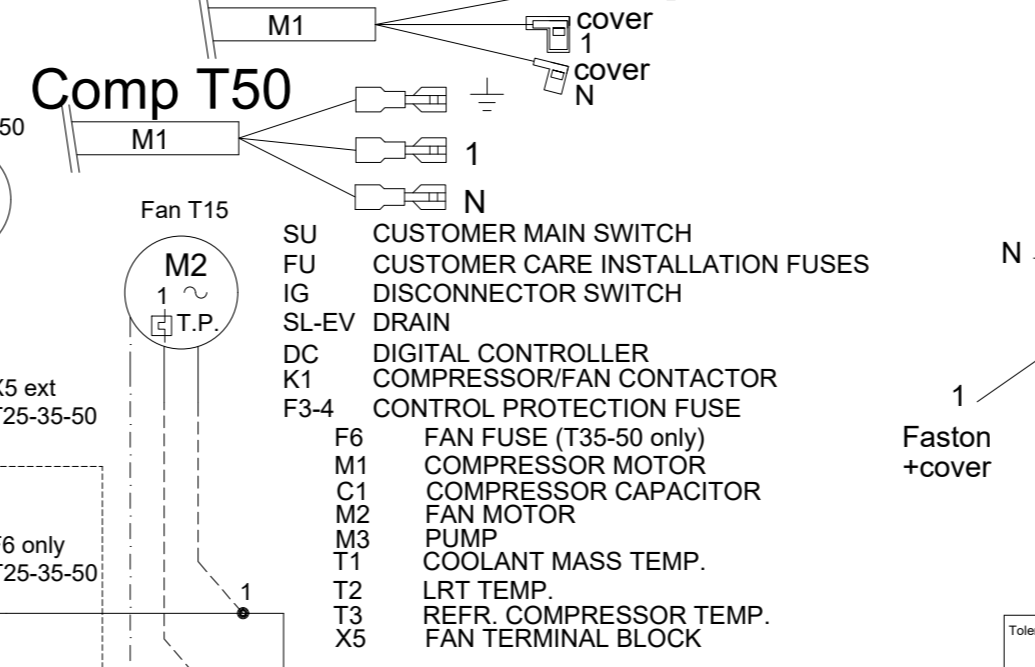 M1
cover
1
cover
N
Comp T50
50
M1
1
N
Fan T15
M2
1
T.P.
SU CUSTOMER MAIN SWITCH
FU CUSTOMER CARE INSTALLATION FUSES
IG DISCONNECTOR SWITCH
SL-EV DRAIN
DC DIGITAL CONTROLLER
K1 COMPRESSOR/FAN CONTACTOR
F3-4 CONTROL PROTECTION FUSE
F6 FAN FUSE (T35-50 only)
M1 COMPRESSOR MOTOR
C1 COMPRESSOR CAPACITOR
M2 FAN MOTOR
M3 PUMP
T1 COOLANT MASS TEMP.
T2 LRT TEMP.
T3 REFR. COMPRESSOR TEMP.
X5 FAN TERMINAL BLOCK
X5 ext
T25-35-50
F6 only
T25-35-50
1
N
1
Faston
+cover